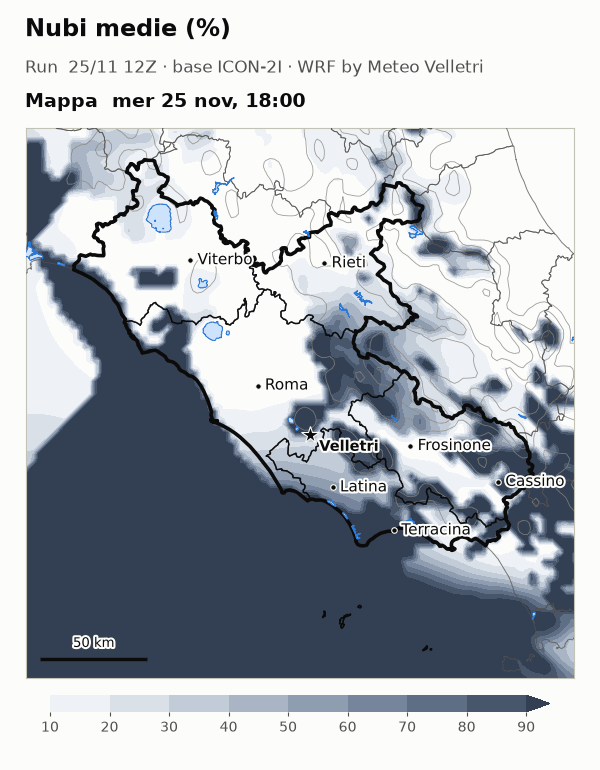 Nubi medie (%)
Run  25/11 12Z · base ICON-2I · WRF by Meteo Velletri
Mappa  mer 25 nov, 18:00
Viterbo
Rieti
Roma
Velletri
Frosinone
Cassino
Latina
Terracina
50 km
10 20 30 40 50 60 70 80 90